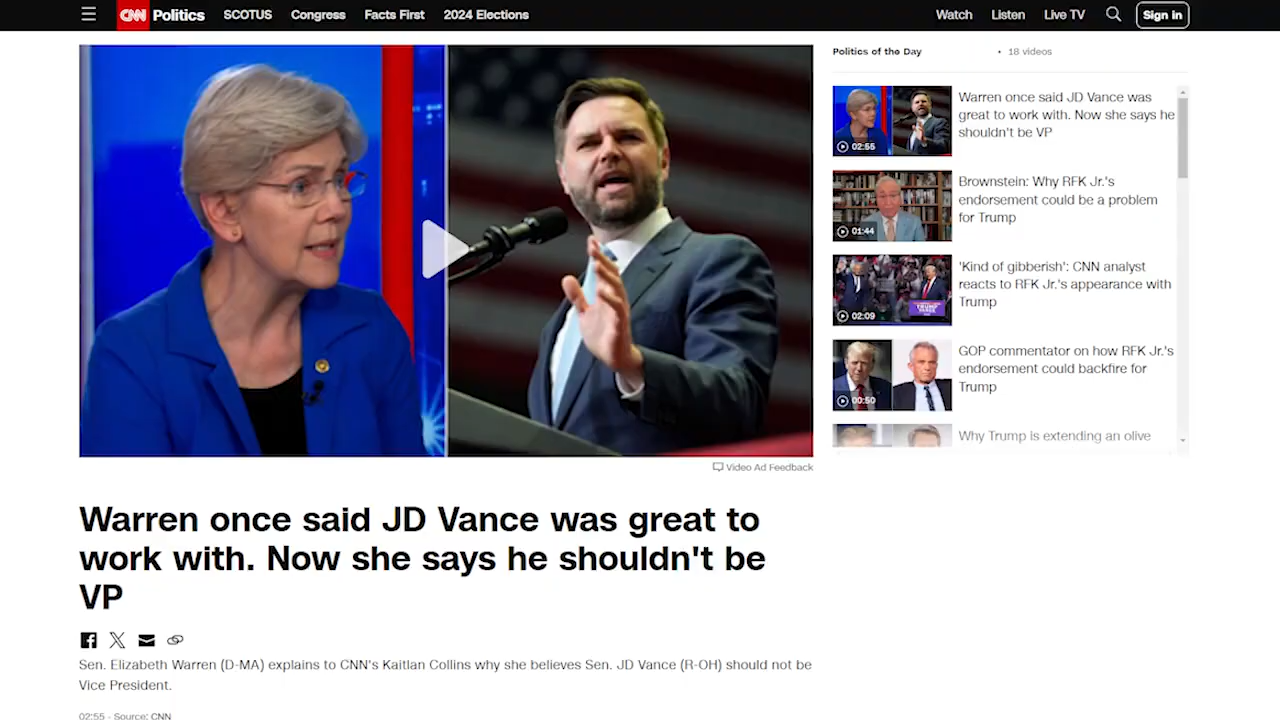 CNN Politics SCOTUS Congress Facts First 2024 Elections Watch Listen Live TV Sign in
Politics of the Day • 18 videos
Warren once said JD Vance was
great to work with. Now she says he
shouldn't be VP
02:55
Brownstein: Why RFK Jr.'s
endorsement could be a problem
for Trump
01:44
'Kind of gibberish': CNN analyst
reacts to RFK Jr.'s appearance with
Trump
02:09
TRUMP
VANCE
GOP commentator on how RFK Jr.'s
endorsement could backfire for
Trump
00:50
Why Trump is extending an olive
Video Ad Feedback
Warren once said JD Vance was great to
work with. Now she says he shouldn't be
VP
Sen. Elizabeth Warren (D-MA) explains to CNN's Kaitlan Collins why she believes Sen. JD Vance (R-OH) should not be
Vice President.
02:55 - Source: CNN